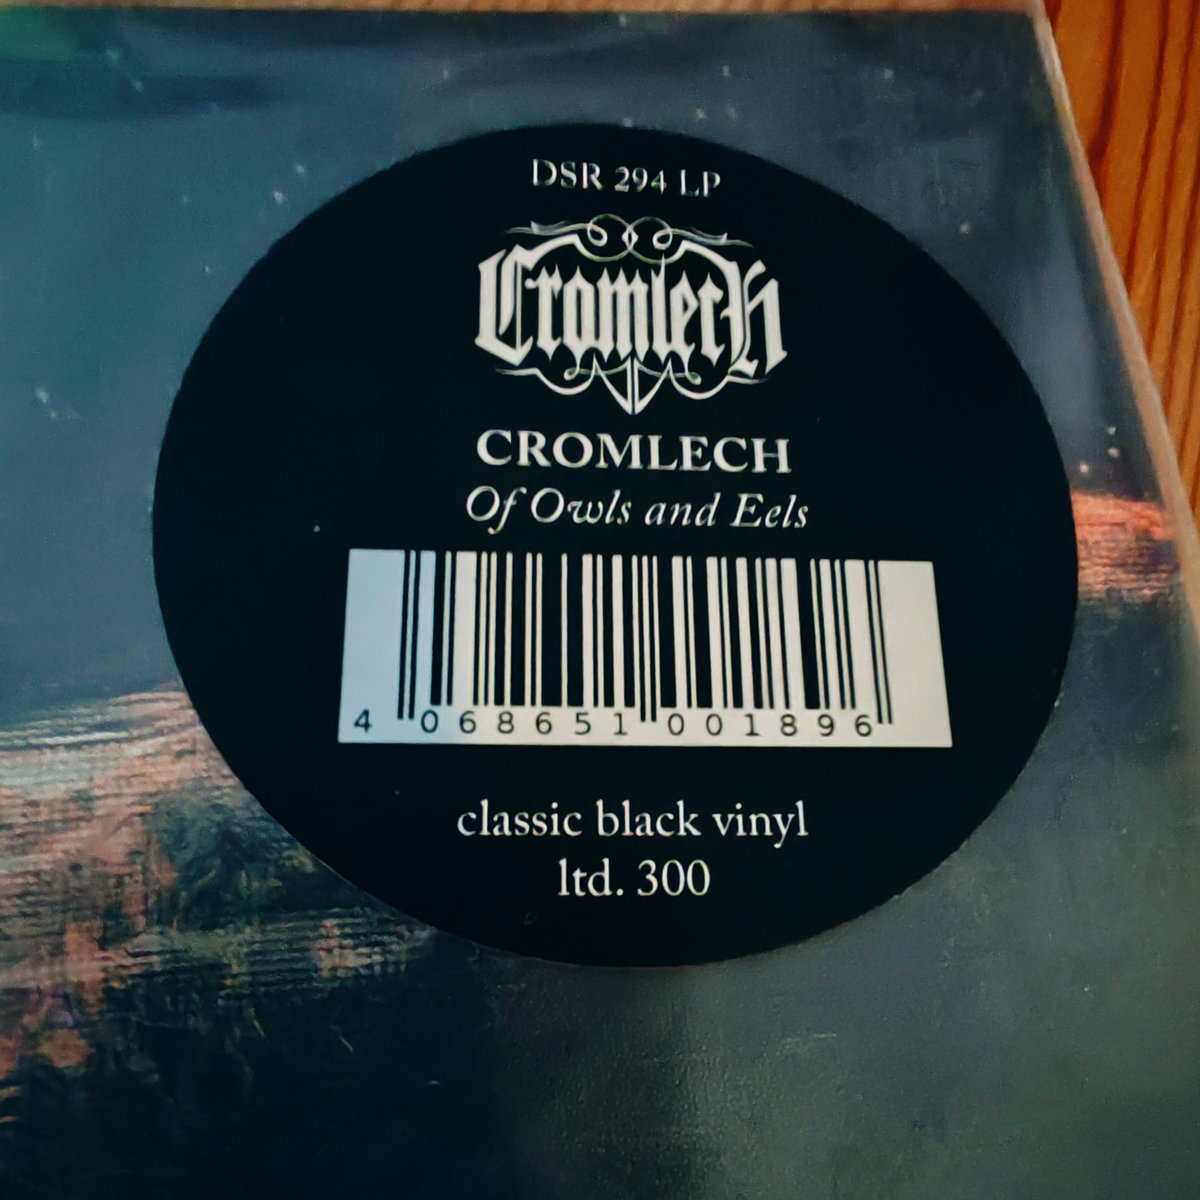 DSR 294 LP
Cromlech
CROMLECH
Of Owls and Eels
4 068651 001896
classic black vinyl
ltd. 300